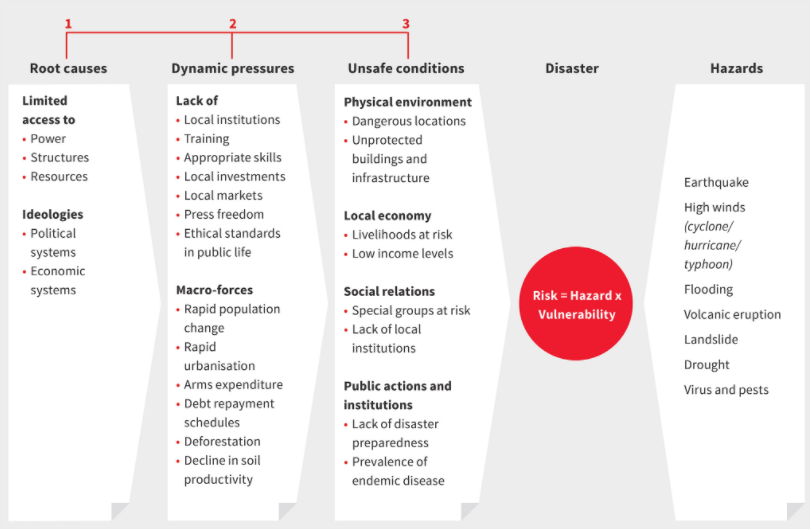 1
2
3
Root causes
Dynamic pressures
Unsafe conditions
Disaster
Hazards
Limited
access to
• Power
• Structures
• Resources
Ideologies
• Political
systems
• Economic
systems
Lack of
• Local institutions
• Training
• Appropriate skills
• Local investments
• Local markets
• Press freedom
• Ethical standards
in public life
Macro-forces
• Rapid population
change
• Rapid
urbanisation
• Arms expenditure
• Debt repayment
schedules
• Deforestation
• Decline in soil
productivity
Physical environment
• Dangerous locations
• Unprotected
buildings and
infrastructure
Local economy
• Livelihoods at risk
• Low income levels
Social relations
• Special groups at risk
• Lack of local
institutions
Public actions and
institutions
• Lack of disaster
preparedness
• Prevalence of
endemic disease
Risk = Hazard x
Vulnerability
Earthquake
High winds
(cyclone/
hurricane/
typhoon)
Flooding
Volcanic eruption
Landslide
Drought
Virus and pests